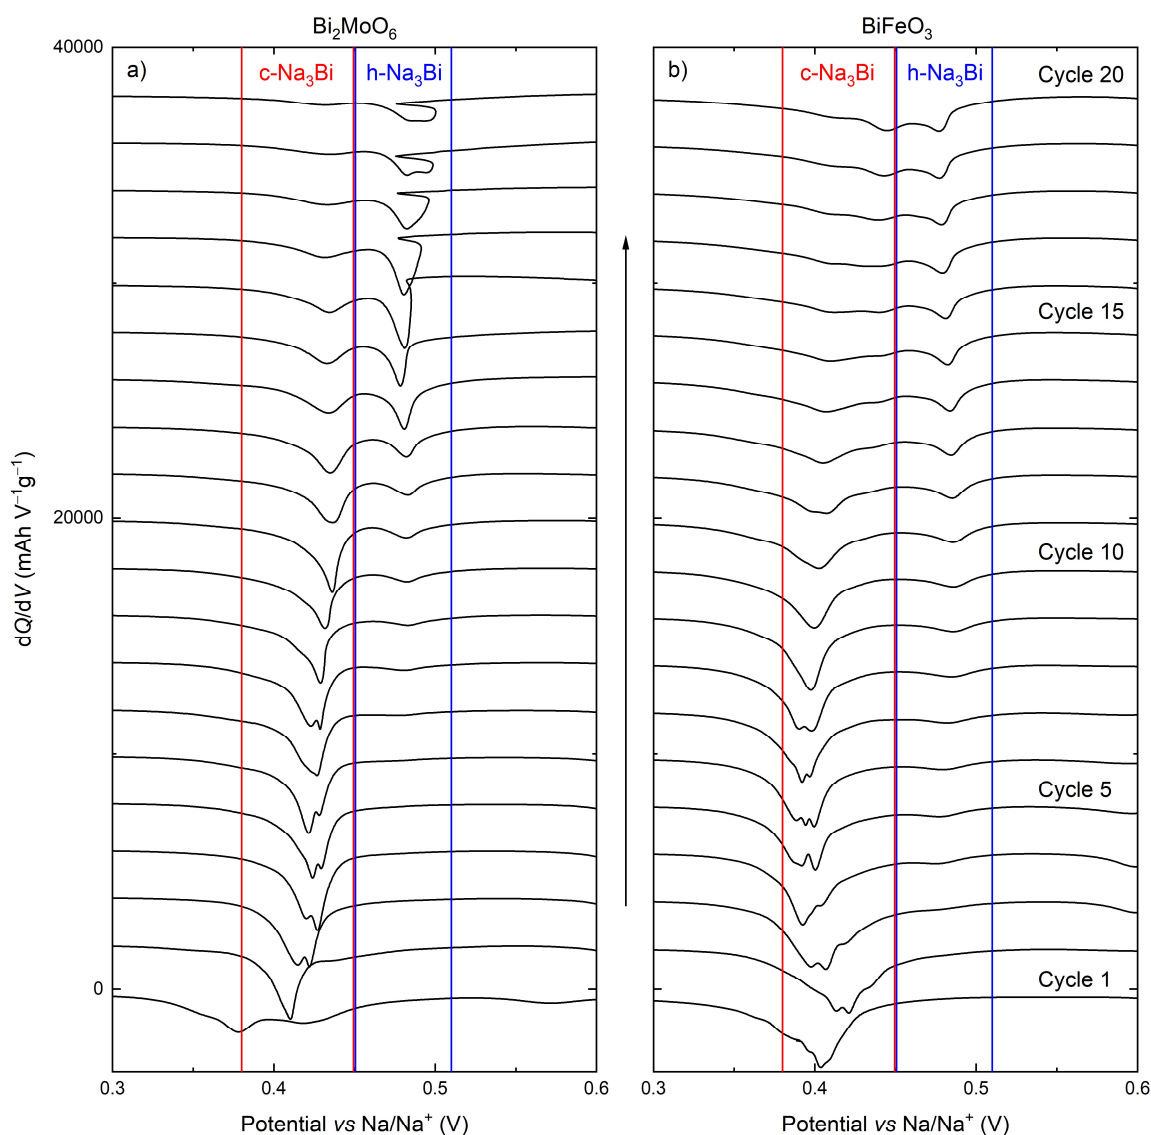 Bi₂MoO₆ BiFeO₃
40000
a) c-Na₃Bi h-Na₃Bi
b) c-Na₃Bi h-Na₃Bi Cycle 20
Cycle 15
20000
Cycle 10
Cycle 5
Cycle 1
0
dQ/dV (mAh V⁻¹g⁻¹)
0.3 0.4 0.5 0.6 0.3 0.4 0.5 0.6
Potential vs Na/Na⁺ (V) Potential vs Na/Na⁺ (V)